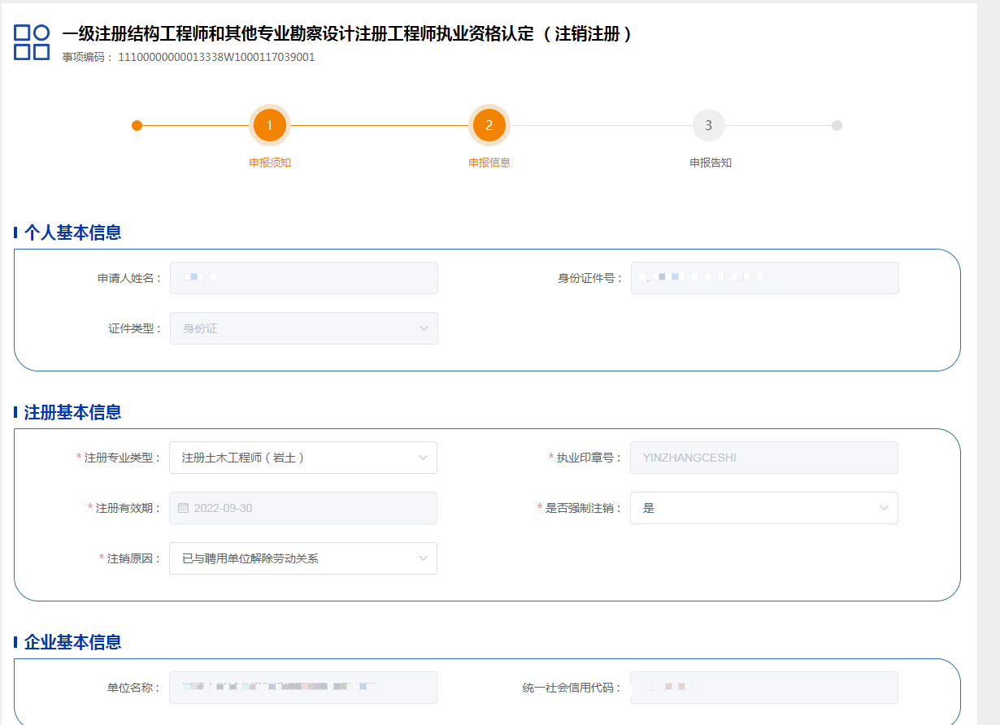 一级注册结构工程师和其他专业勘察设计注册工程师执业资格认定 （ 注销注册 ）
事项编码： 11100000000013338W1000117039001
1
2
3
申报须知
申报信息
申报告知
个人基本信息
申请人姓名：
身份证件号：
证件类型： 身份证
注册基本信息
* 注册专业类型： 注册土木工程师（岩土）
* 执业印章号： YINZHANGCESHI
* 注册有效期： 2022-09-30
* 是否强制注销： 是
* 注销原因： 已与聘用单位解除劳动关系
企业基本信息
单位名称：
统一社会信用代码：